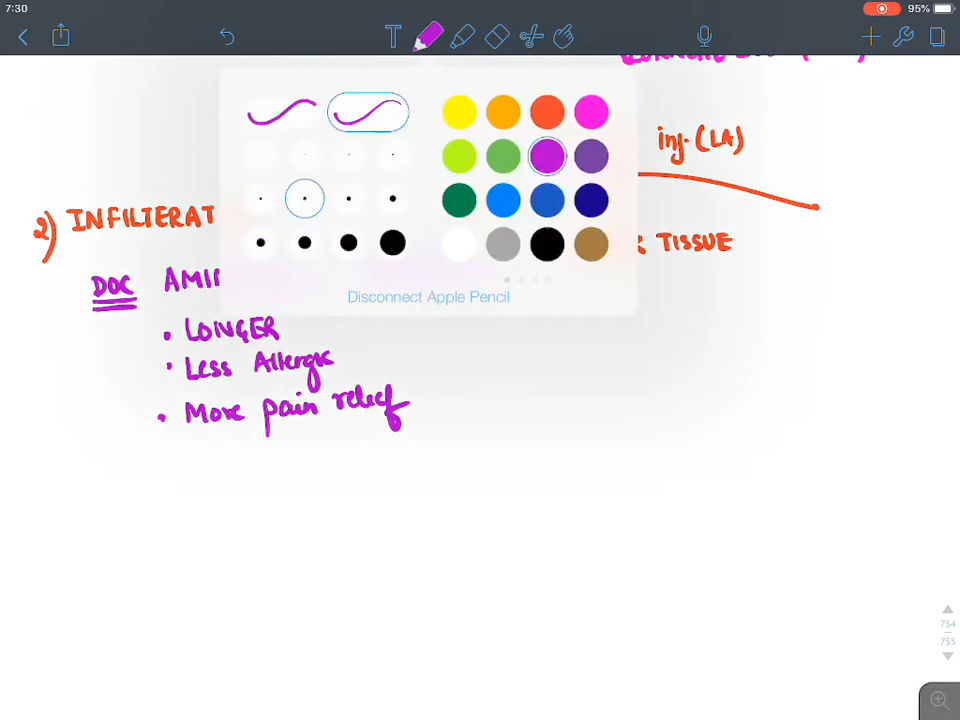 7:30
95%
T
inj. (LA)
2) INFILTERAT
TISSUE
DOC AMI
• LONGER
• Less Allergic
• More pain relief
Disconnect Apple Pencil
754
755